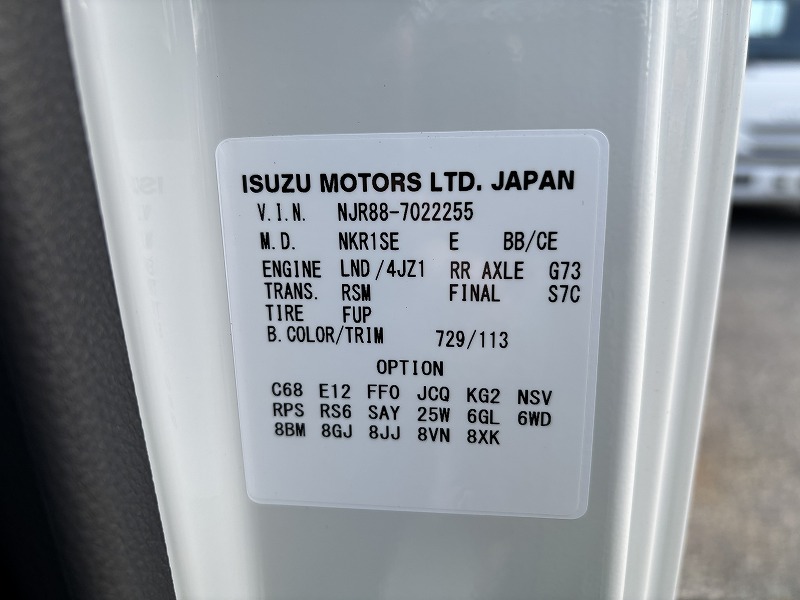 ISUZU MOTORS LTD. JAPAN
V.I.N. NJR88-7022255
M.D. NKR1SE E BB/CE
ENGINE LND/4JZ1 RR AXLE G73
TRANS. RSM FINAL S7C
TIRE FUP
B.COLOR/TRIM 729/113
OPTION
C68 E12 FF0 JCQ KG2 NSV
RPS RS6 SAY 25W 6GL 6WD
8BM 8GJ 8JJ 8VN 8XK